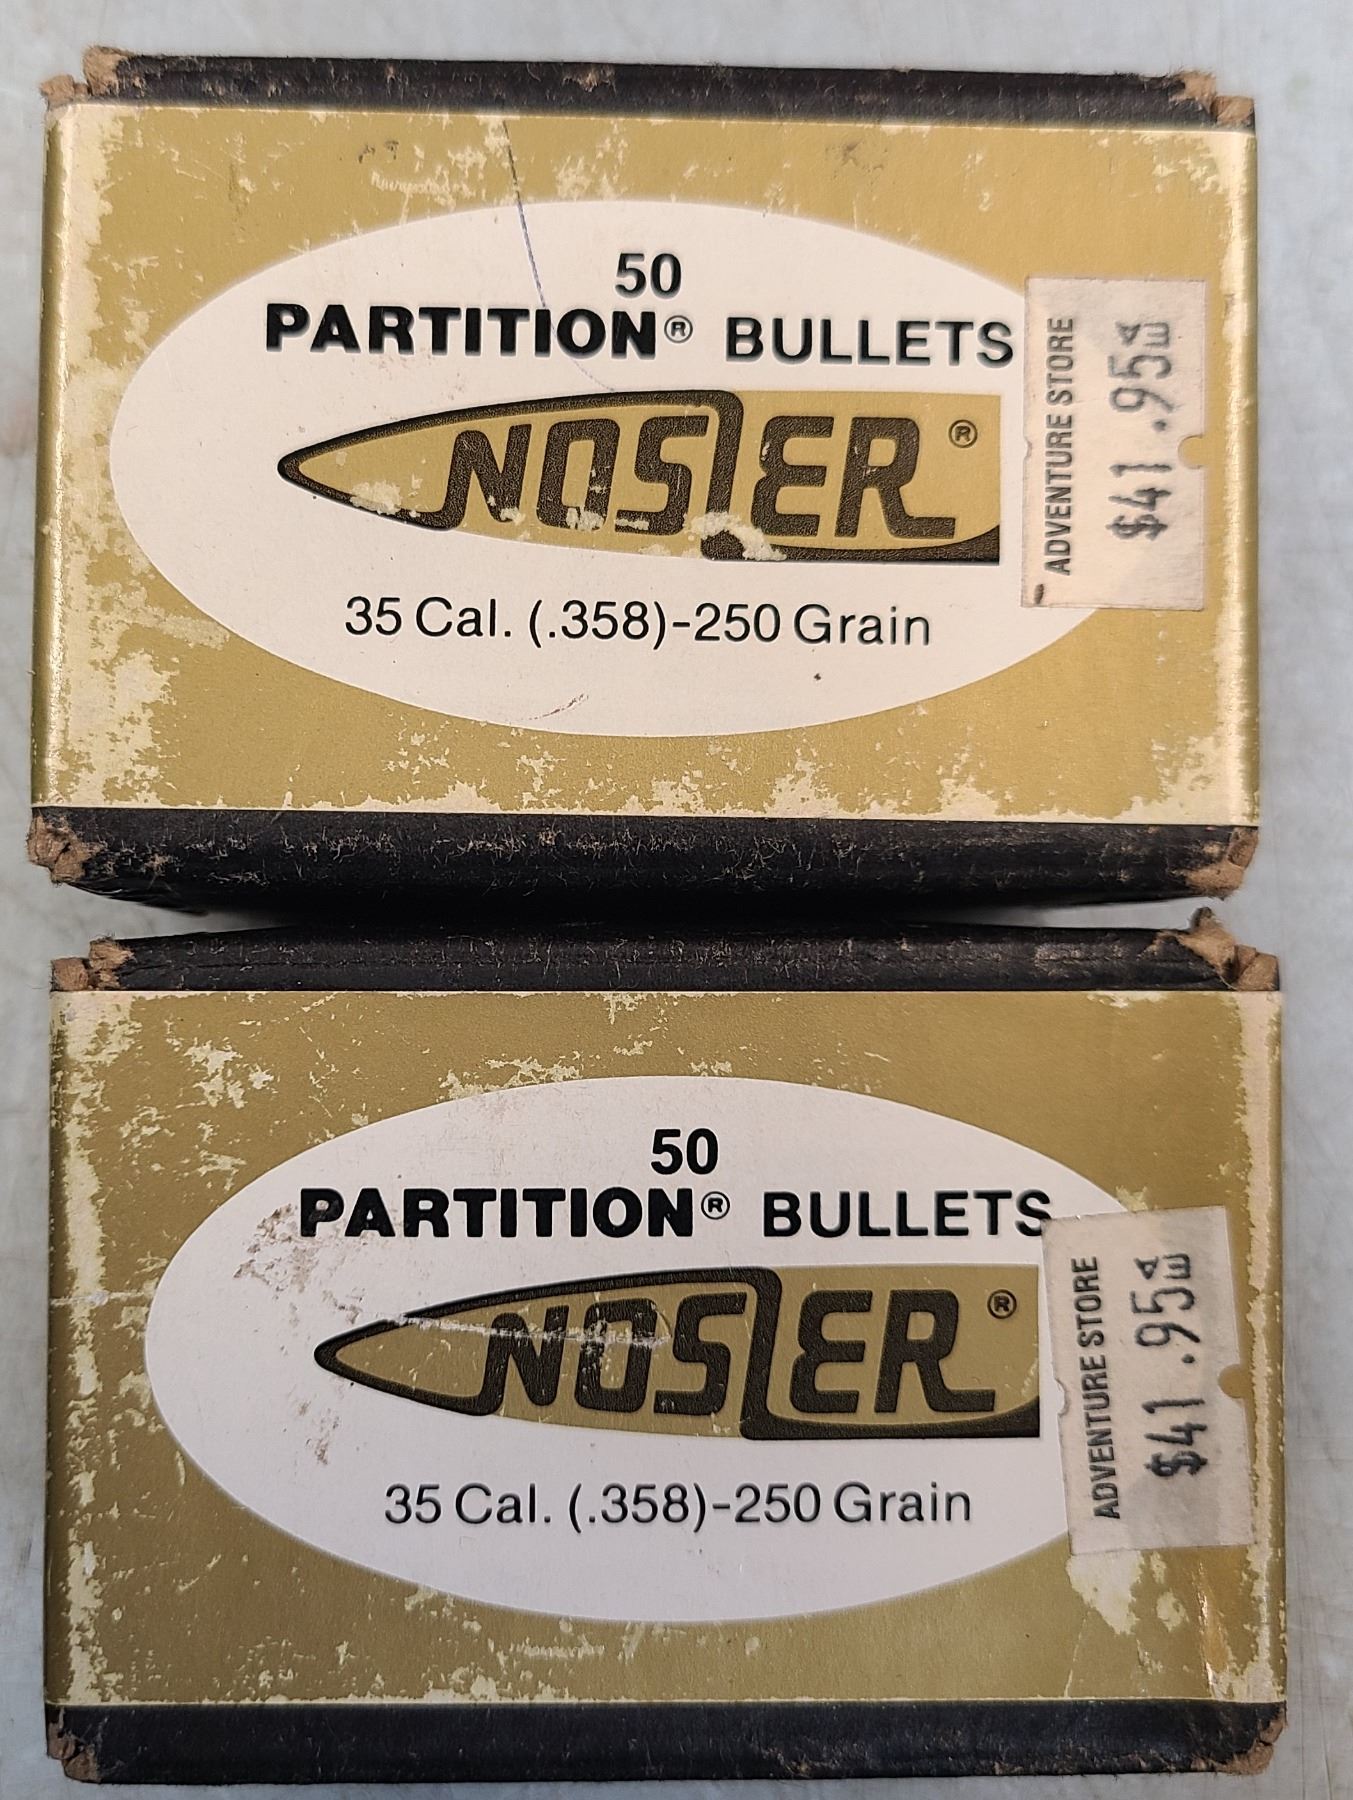 50
PARTITION® BULLETS
NOSLER®
35 Cal. (.358)-250 Grain
ADVENTURE STORE
$41.95
50
PARTITION® BULLETS
NOSLER®
35 Cal. (.358)-250 Grain
ADVENTURE STORE
$41.95